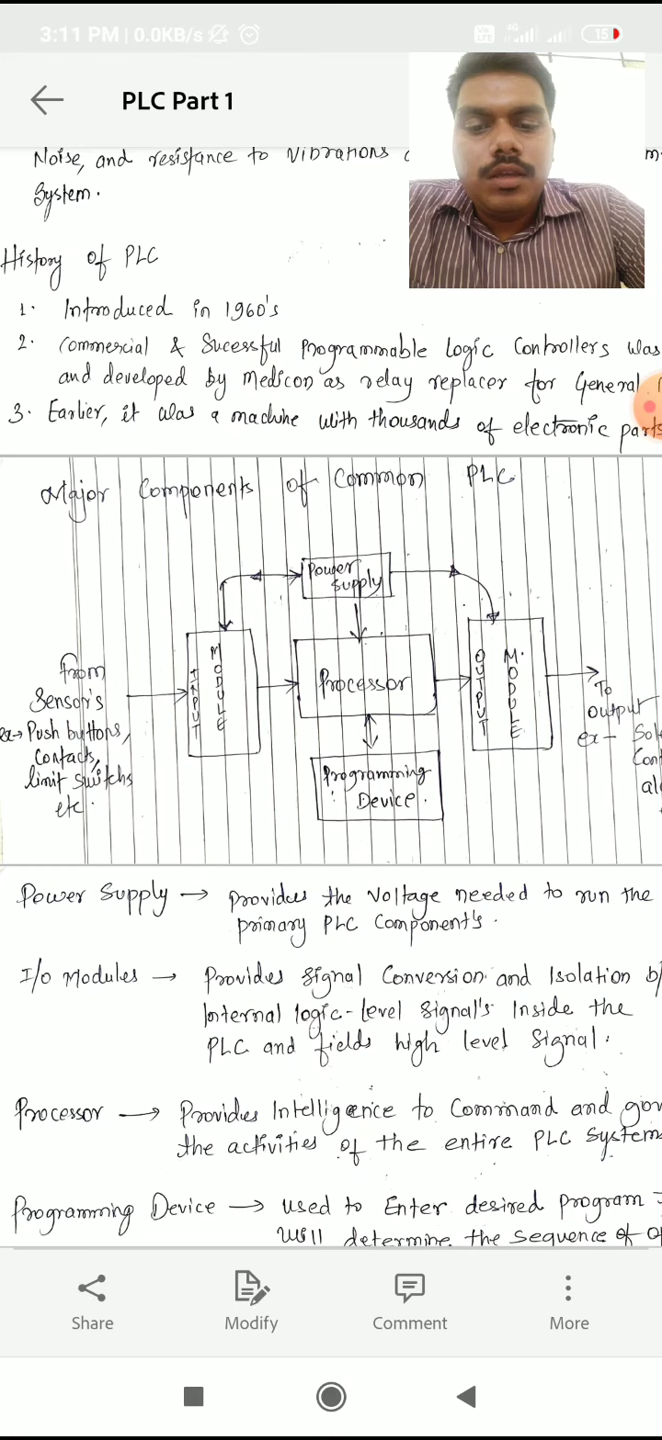 3:11 PM | 0.0KB/s
4G
15
PLC Part 1
Noise, and resistance to vibrations
System.
History of PLC
1. Introduced in 1960's
2. Commercial & Sucessful Programmable Logic Controllers was
and developed by Medicon as relay replacer for General
3. Earlier, it was a machine with thousands of electronic parts
Major Components of Common PLC
Power Supply
INPUT MODULE
Processor
OUTPUT M. MODULE
Programming Device.
from
Sensor's
ex→ Push buttons,
Contacts,
limit switchs
etc.
To
output
ex-
Power Supply → Provides the Voltage needed to run the
primary PLC Component's.
I/o Modules → Provides Signal Conversion and Isolation b/
Internal logic-Level Signal's Inside the
PLC and fields high level Signal.
Processor → Provides Intelligence to Command and gov
the activities of the entire PLC System
Programming Device → used to Enter desired program
will determine the sequence of
Share
Modify
Comment
More